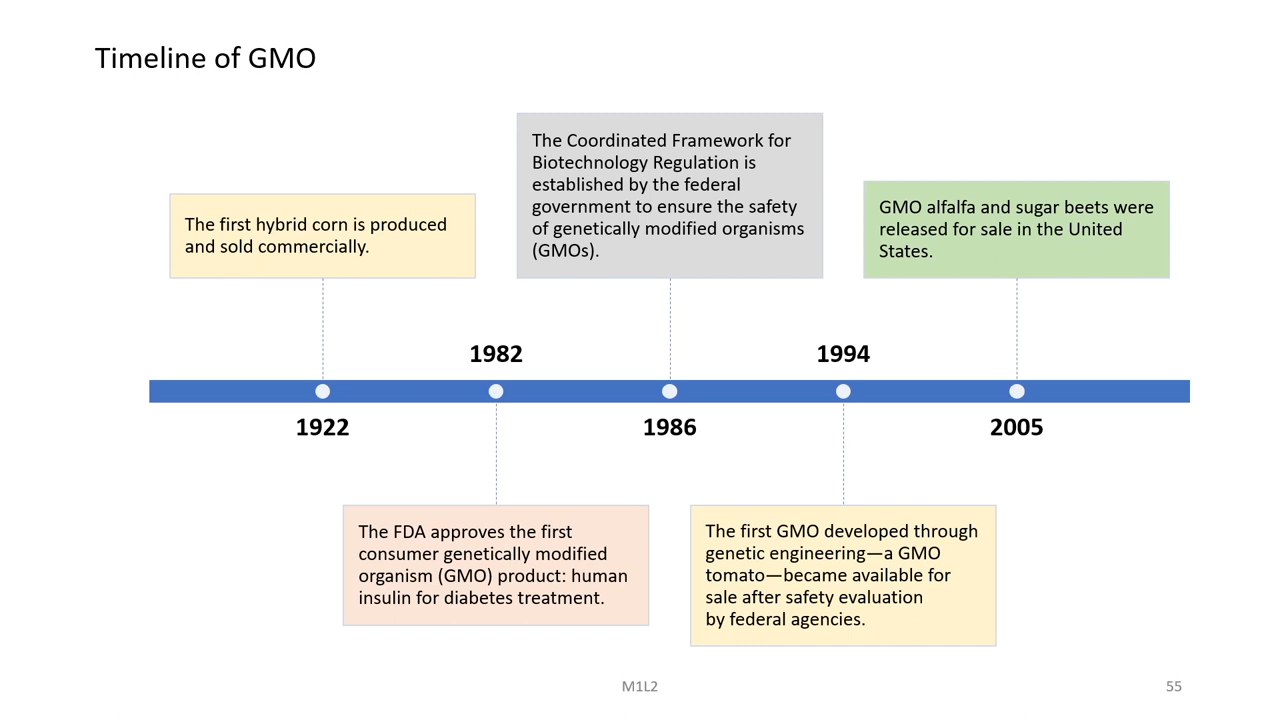 Timeline of GMO
The first hybrid corn is produced
and sold commercially.
The Coordinated Framework for
Biotechnology Regulation is
established by the federal
government to ensure the safety
of genetically modified organisms
(GMOs).
GMO alfalfa and sugar beets were
released for sale in the United
States.
1982
1994
1922
1986
2005
The FDA approves the first
consumer genetically modified
organism (GMO) product: human
insulin for diabetes treatment.
The first GMO developed through
genetic engineering—a GMO
tomato—became available for
sale after safety evaluation
by federal agencies.
M1L2
55